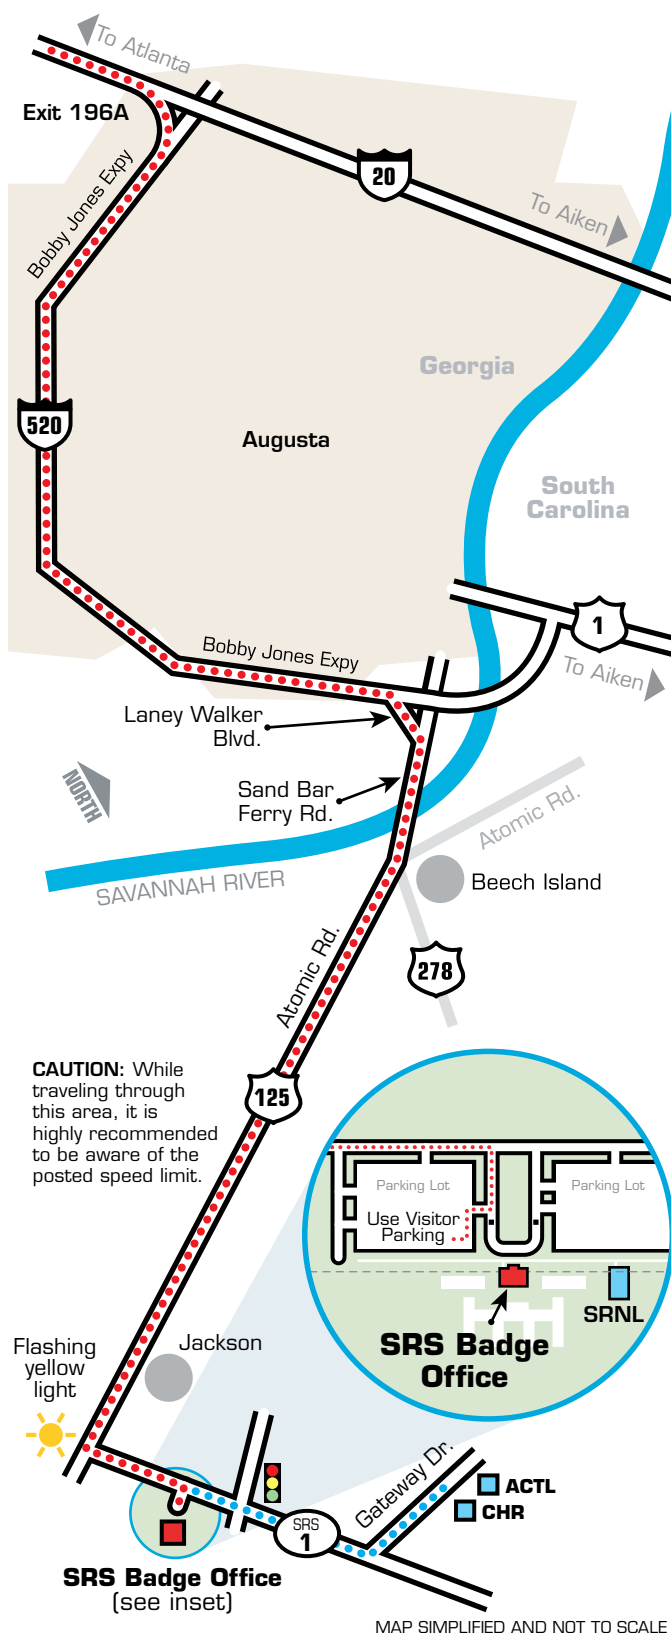 To Atlanta
Exit 196A
Bobby Jones Expy
20
To Aiken
Georgia
520
Augusta
South
Carolina
1
Bobby Jones Expy
To Aiken
Laney Walker
Blvd.
NORTH
Sand Bar
Ferry Rd.
Atomic Rd.
SAVANNAH RIVER
Beech Island
Atomic Rd.
278
CAUTION: While
traveling through
this area, it is
highly recommended
to be aware of the
posted speed limit.
125
Parking Lot
Parking Lot
Use Visitor
Parking
SRNL
SRS Badge
Office
Jackson
Flashing
yellow
light
Gateway Dr.
ACTL
CHR
SRS
1
SRS Badge Office
(see inset)
MAP SIMPLIFIED AND NOT TO SCALE